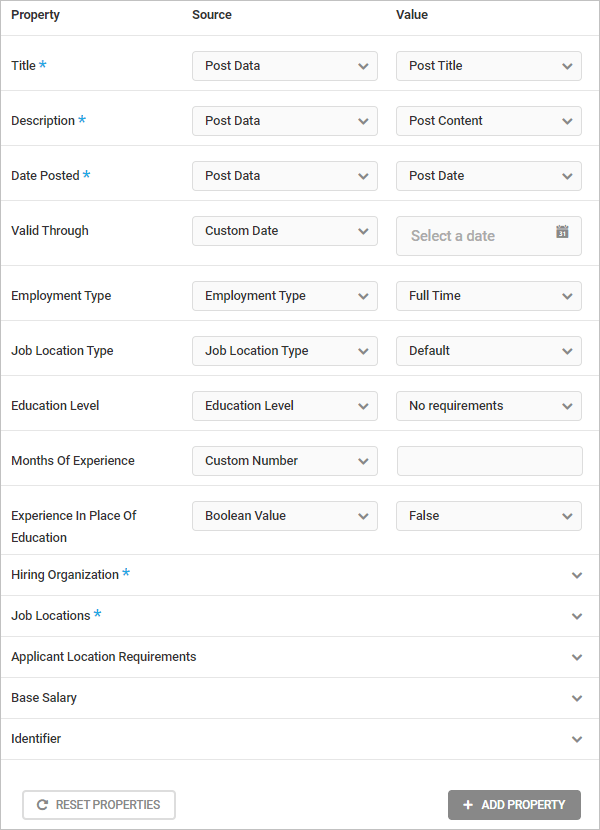 Property Source Value
Title * Post Data Post Title
Description * Post Data Post Content
Date Posted * Post Data Post Date
Valid Through Custom Date Select a date
31
Employment Type Employment Type Full Time
Job Location Type Job Location Type Default
Education Level Education Level No requirements
Months Of Experience Custom Number
Experience In Place Of Boolean Value False
Education
Hiring Organization *
Job Locations *
Applicant Location Requirements
Base Salary
Identifier
RESET PROPERTIES + ADD PROPERTY